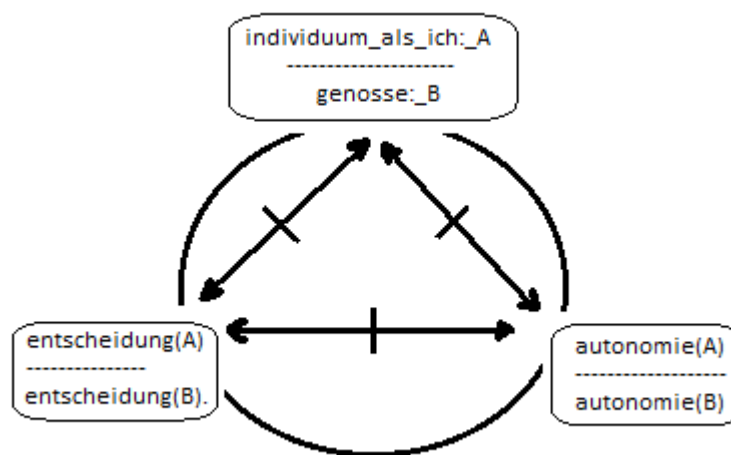 individuum_als_ich:_A
---------------------
genosse:_B
entscheidung(A)
---------------
entscheidung(B).
autonomie(A)
-------------------
autonomie(B)